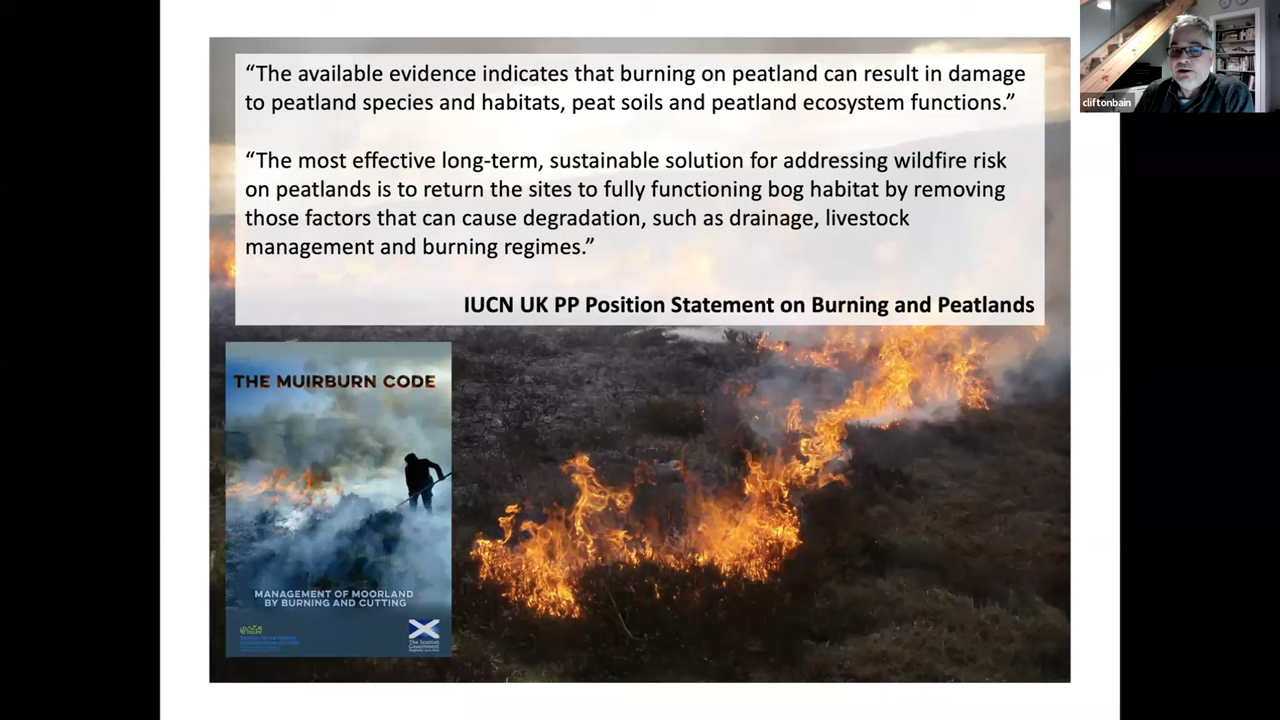 “The available evidence indicates that burning on peatland can result in damage
to peatland species and habitats, peat soils and peatland ecosystem functions.”
“The most effective long-term, sustainable solution for addressing wildfire risk
on peatlands is to return the sites to fully functioning bog habitat by removing
those factors that can cause degradation, such as drainage, livestock
management and burning regimes.”
IUCN UK PP Position Statement on Burning and Peatlands
THE MUIRBURN CODE
MANAGEMENT OF MOORLAND
BY BURNING AND CUTTING
The Scottish
Government
cliftonbain